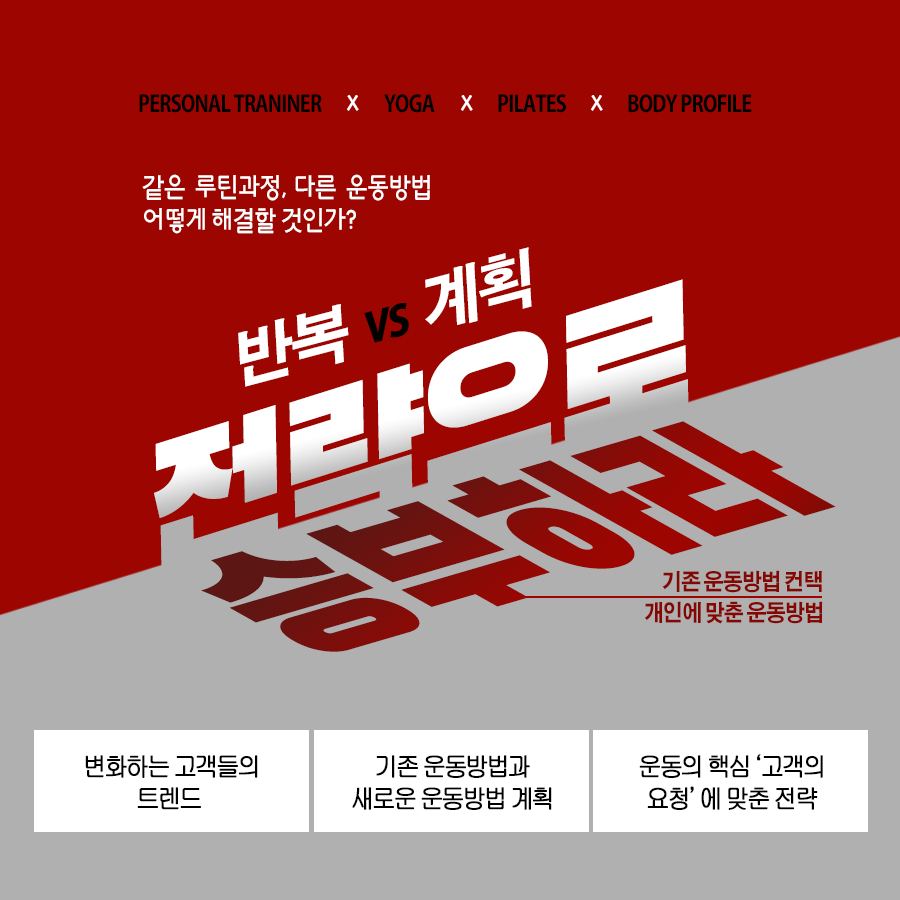 PERSONAL TRANINER X YOGA X PILATES X BODY PROFILE
같은 루틴과정, 다른 운동방법
어떻게 해결할 것인가?
반복 VS 계획
전략으로
승부하라
기존 운동방법 컨택
개인에 맞춘 운동방법
변화하는 고객들의
트렌드
기존 운동방법과
새로운 운동방법 계획
운동의 핵심 ‘고객의
요청’ 에 맞춘 전략